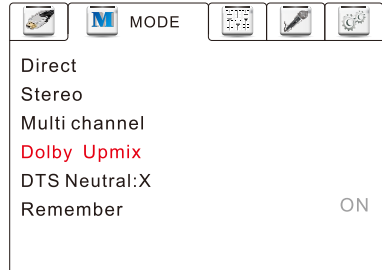 M MODE
Direct
Stereo
Multi channel
Dolby Upmix
DTS Neutral:X
Remember ON